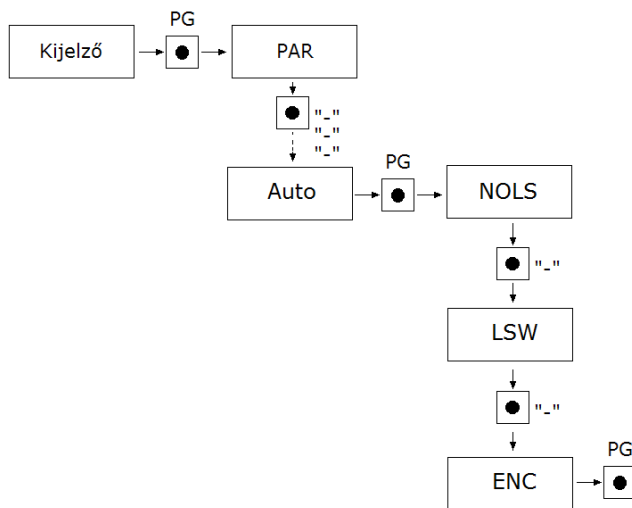 PG
Kijelző
PAR
"-"
"-"
"-"
PG
Auto
NOLS
"-"
LSW
"-"
PG
ENC